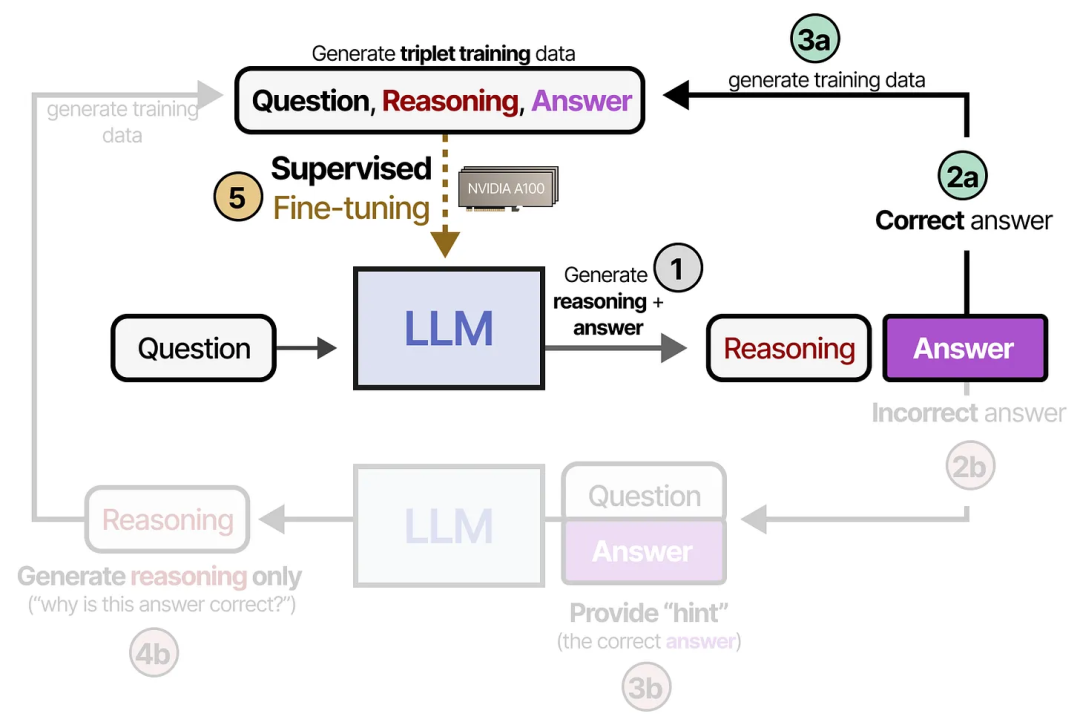 Generate triplet training data
3a
generate training data
Question, Reasoning, Answer
generate training
data
5
Supervised
Fine-tuning
NVIDIA A100
2a
Correct answer
Generate
reasoning +
answer
1
Question
LLM
Reasoning
Answer
Incorrect answer
2b
Reasoning
LLM
Question
Answer
Generate reasoning only
("why is this answer correct?")
4b
Provide "hint"
(the correct answer)
3b